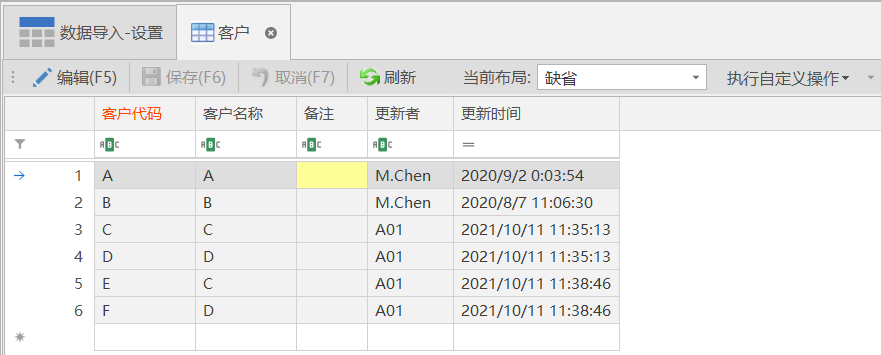 数据导入-设置 客户
编辑(F5) 保存(F6) 取消(F7) 刷新 当前布局: 缺省 执行自定义操作
客户代码 客户名称 备注 更新者 更新时间
ABC ABC ABC ABC =
1 A A M.Chen 2020/9/2 0:03:54
2 B B M.Chen 2020/8/7 11:06:30
3 C C A01 2021/10/11 11:35:13
4 D D A01 2021/10/11 11:35:13
5 E C A01 2021/10/11 11:38:46
6 F D A01 2021/10/11 11:38:46